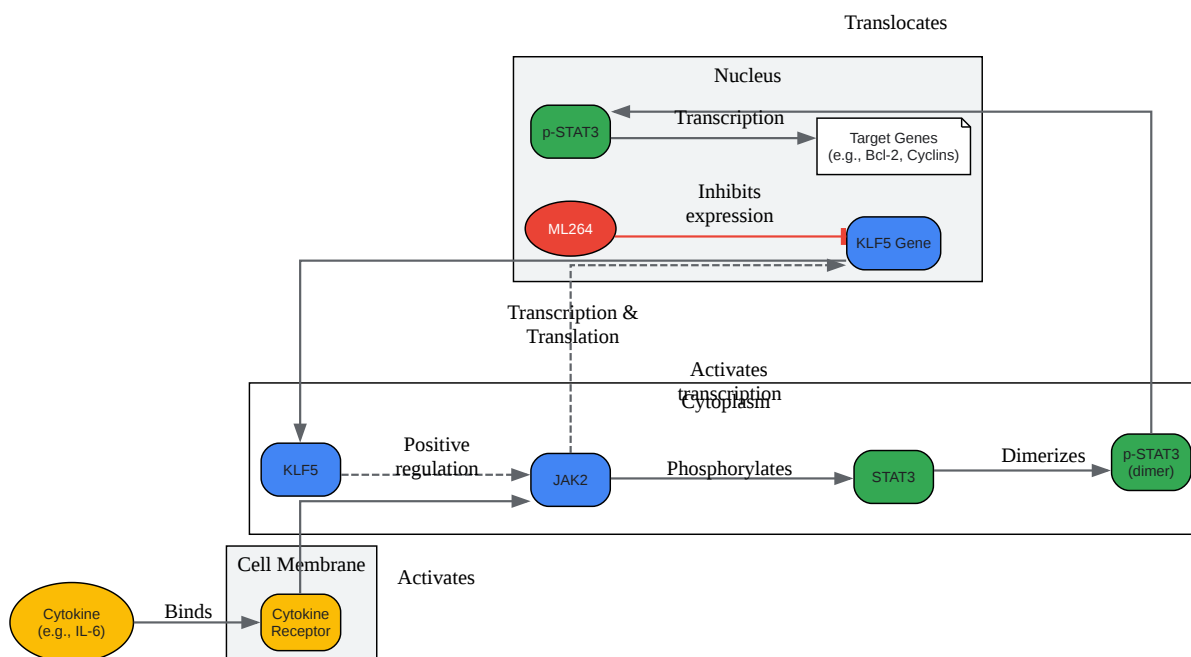 Translocates
Nucleus
p-STAT3
Transcription
Target Genes
(e.g., Bcl-2, Cyclins)
Inhibits
expression
ML264
KLF5 Gene
Transcription &
Translation
Activates
transcription
Cytoplasm
KLF5
Positive
regulation
JAK2
Phosphorylates
STAT3
Dimerizes
p-STAT3
(dimer)
Cell Membrane
Activates
Cytokine
(e.g., IL-6)
Binds
Cytokine
Receptor